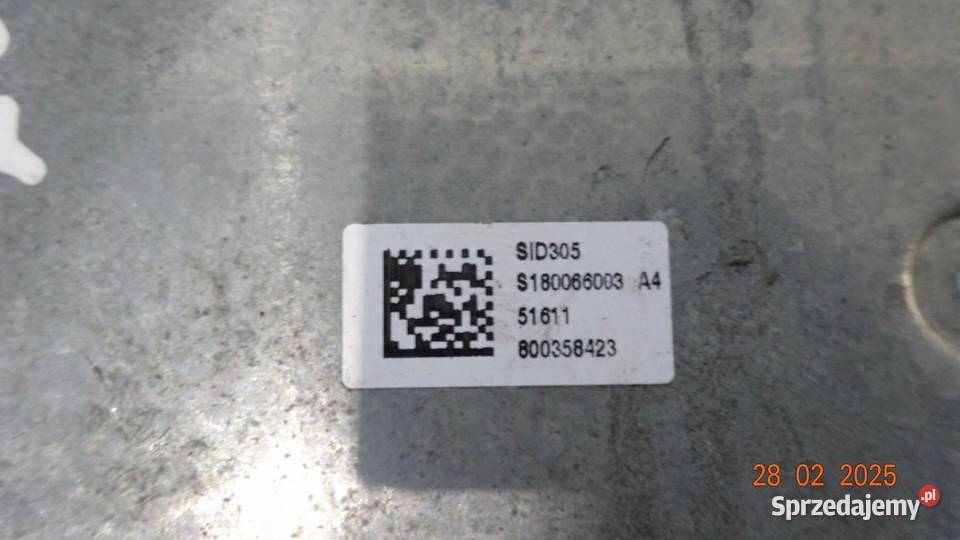 SID305
S180066003 A4
51611
800358423
28 02 2025
Sprzedajemy.pl